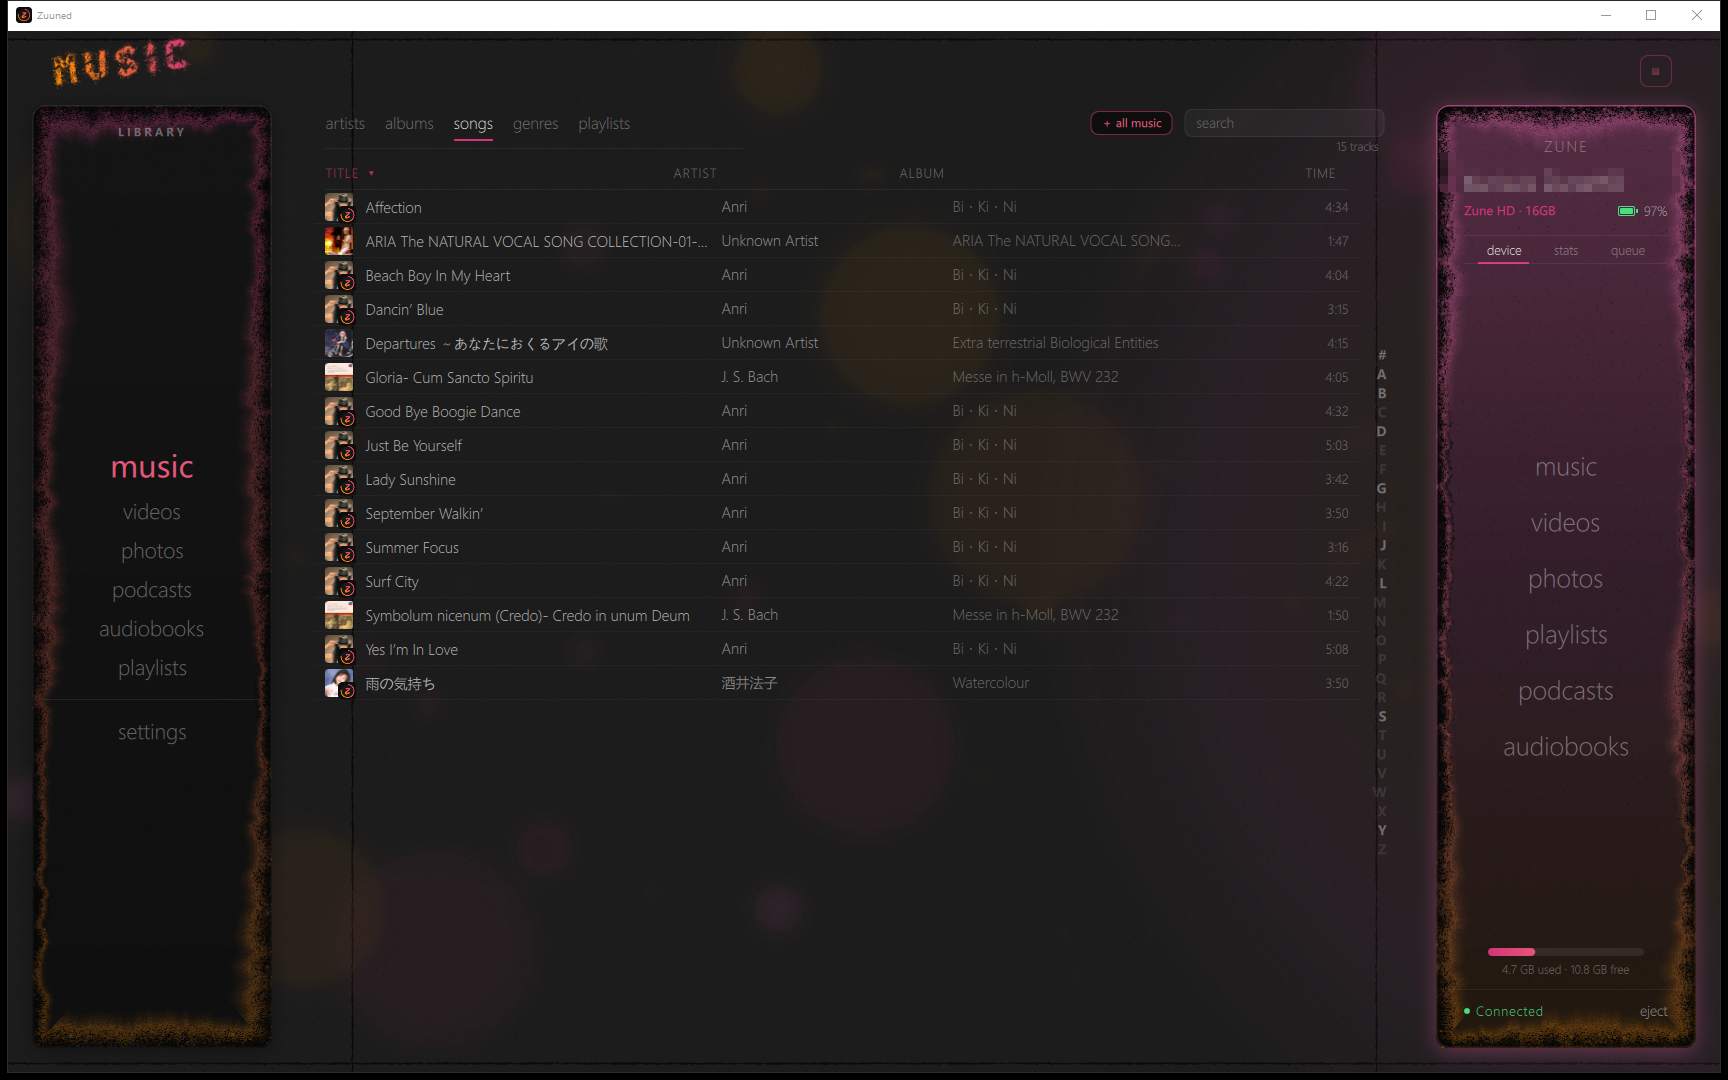 Zuuned
MUSIC
LIBRARY
music
videos
photos
podcasts
audiobooks
playlists
settings
artists albums songs genres playlists
+ all music search
15 tracks
TITLE ▼ ARTIST ALBUM TIME
Affection Anri Bi・Ki・Ni 4:34
ARIA The NATURAL VOCAL SONG COLLECTION-01-... Unknown Artist ARIA The NATURAL VOCAL SONG... 1:47
Beach Boy In My Heart Anri Bi・Ki・Ni 4:04
Dancin’ Blue Anri Bi・Ki・Ni 3:15
Departures ~あなたにおくるアイの歌 Unknown Artist Extra terrestrial Biological Entities 4:15
Gloria- Cum Sancto Spiritu J. S. Bach Messe in h-Moll, BWV 232 4:05
Good Bye Boogie Dance Anri Bi・Ki・Ni 4:32
Just Be Yourself Anri Bi・Ki・Ni 5:03
Lady Sunshine Anri Bi・Ki・Ni 3:42
September Walkin’ Anri Bi・Ki・Ni 3:50
Summer Focus Anri Bi・Ki・Ni 3:16
Surf City Anri Bi・Ki・Ni 4:22
Symbolum nicenum (Credo)- Credo in unum Deum J. S. Bach Messe in h-Moll, BWV 232 1:50
Yes I’m In Love Anri Bi・Ki・Ni 5:08
雨の気持ち 酒井法子 Watercolour 3:50
#
A
B
C
D
E
F
G
H
I
J
K
L
M
N
O
P
Q
R
S
T
U
V
W
X
Y
Z
ZUNE
Zune HD · 16GB 97%
device stats queue
music
videos
photos
playlists
podcasts
audiobooks
4.7 GB used · 10.8 GB free
Connected eject